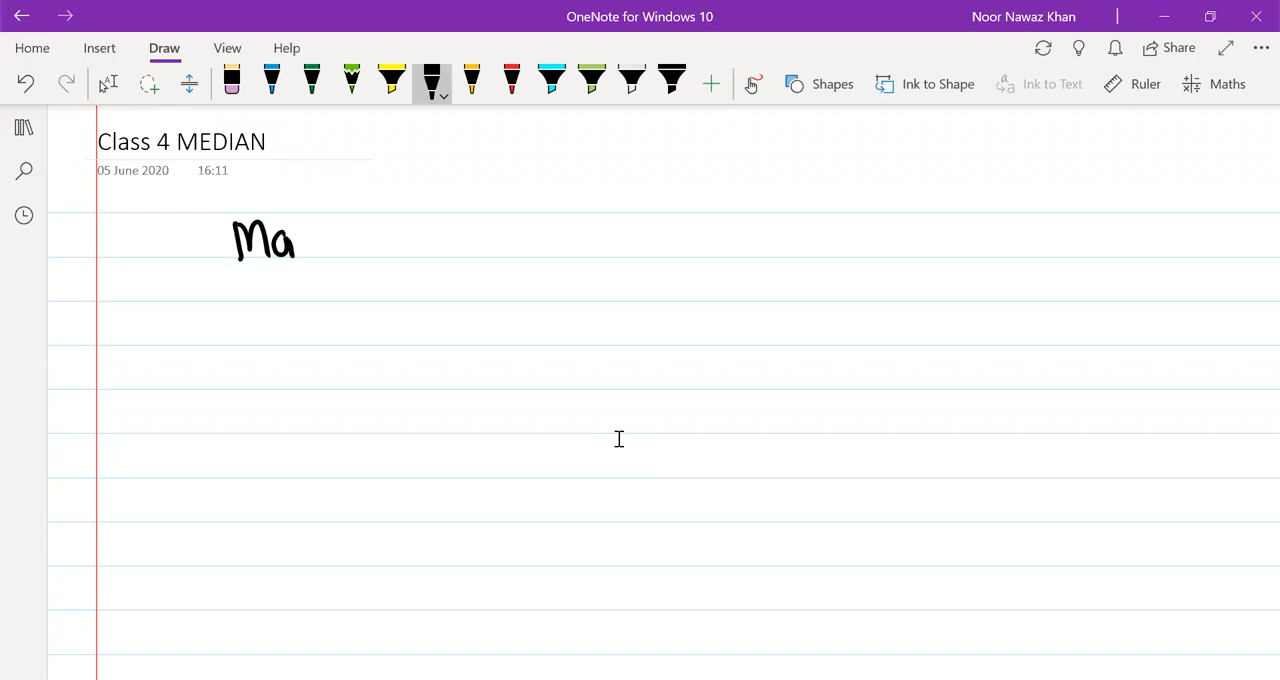 OneNote for Windows 10
Noor Nawaz Khan
Home Insert Draw View Help
Share
Shapes Ink to Shape Ink to Text Ruler Maths
Class 4 MEDIAN
05 June 2020 16:11
Ma